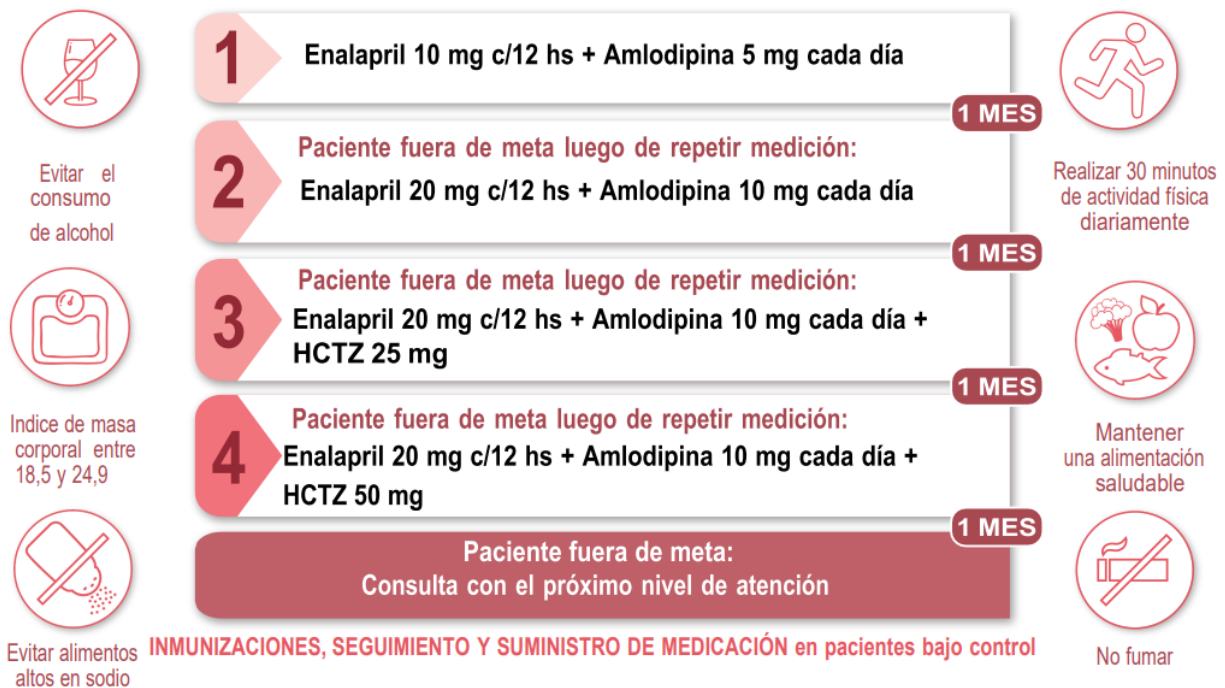 1
Enalapril 10 mg c/12 hs + Amlodipina 5 mg cada día
1 MES
2
Paciente fuera de meta luego de repetir medición:
Enalapril 20 mg c/12 hs + Amlodipina 10 mg cada día
1 MES
3
Paciente fuera de meta luego de repetir medición:
Enalapril 20 mg c/12 hs + Amlodipina 10 mg cada día +
HCTZ 25 mg
1 MES
4
Paciente fuera de meta luego de repetir medición:
Enalapril 20 mg c/12 hs + Amlodipina 10 mg cada día +
HCTZ 50 mg
1 MES
Paciente fuera de meta:
Consulta con el próximo nivel de atención
INMUNIZACIONES, SEGUIMIENTO Y SUMINISTRO DE MEDICACIÓN en pacientes bajo control
Evitar el
consumo
de alcohol
Indice de masa
corporal entre
18,5 y 24,9
Evitar alimentos
altos en sodio
Realizar 30 minutos
de actividad física
diariamente
Mantener
una alimentación
saludable
No fumar